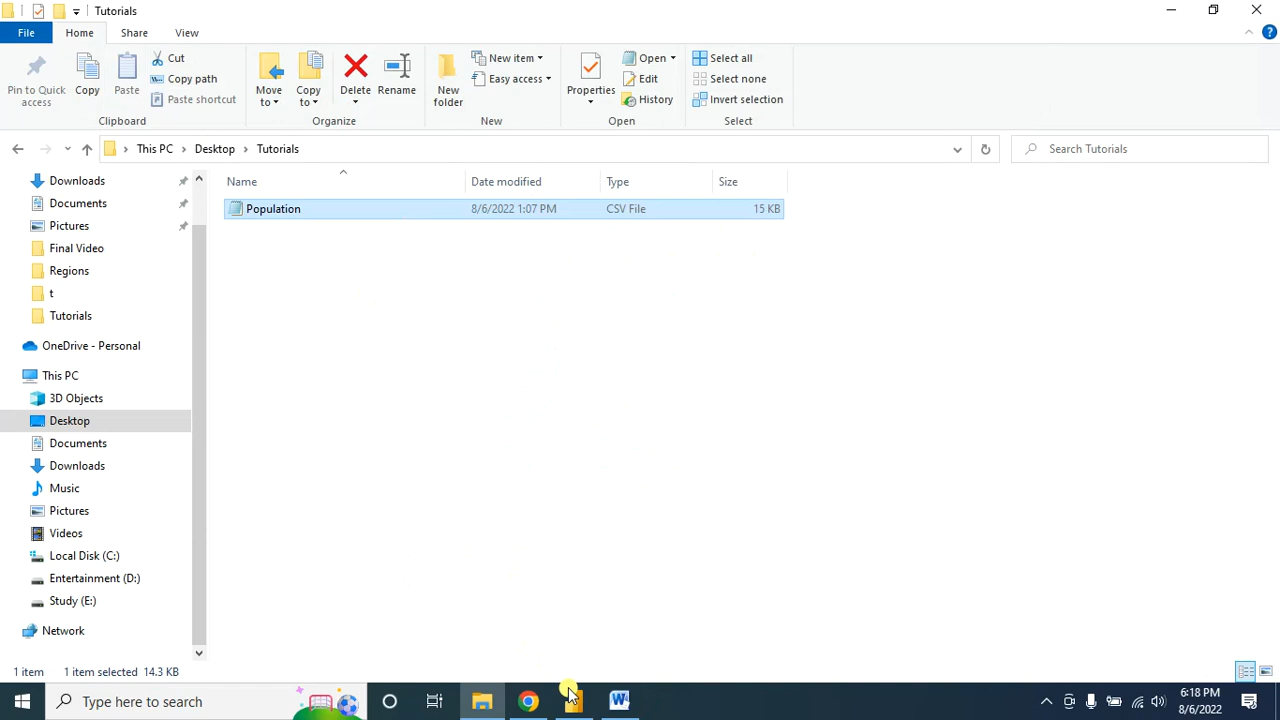 Tutorials
File Home Share View
Pin to Quick access
Copy
Paste
Cut
Copy path
Paste shortcut
Clipboard
Move to
Copy to
Delete
Rename
Organize
New folder
New item
Easy access
New
Properties
Open
Edit
History
Open
Select all
Select none
Invert selection
Select
This PC Desktop Tutorials
Search Tutorials
Name Date modified Type Size
Population 8/6/2022 1:07 PM CSV File 15 KB
Downloads
Documents
Pictures
Final Video
Regions
t
Tutorials
OneDrive - Personal
This PC
3D Objects
Desktop
Documents
Downloads
Music
Pictures
Videos
Local Disk (C:)
Entertainment (D:)
Study (E:)
Network
1 item 1 item selected 14.3 KB
Type here to search
W
6:18 PM
8/6/2022